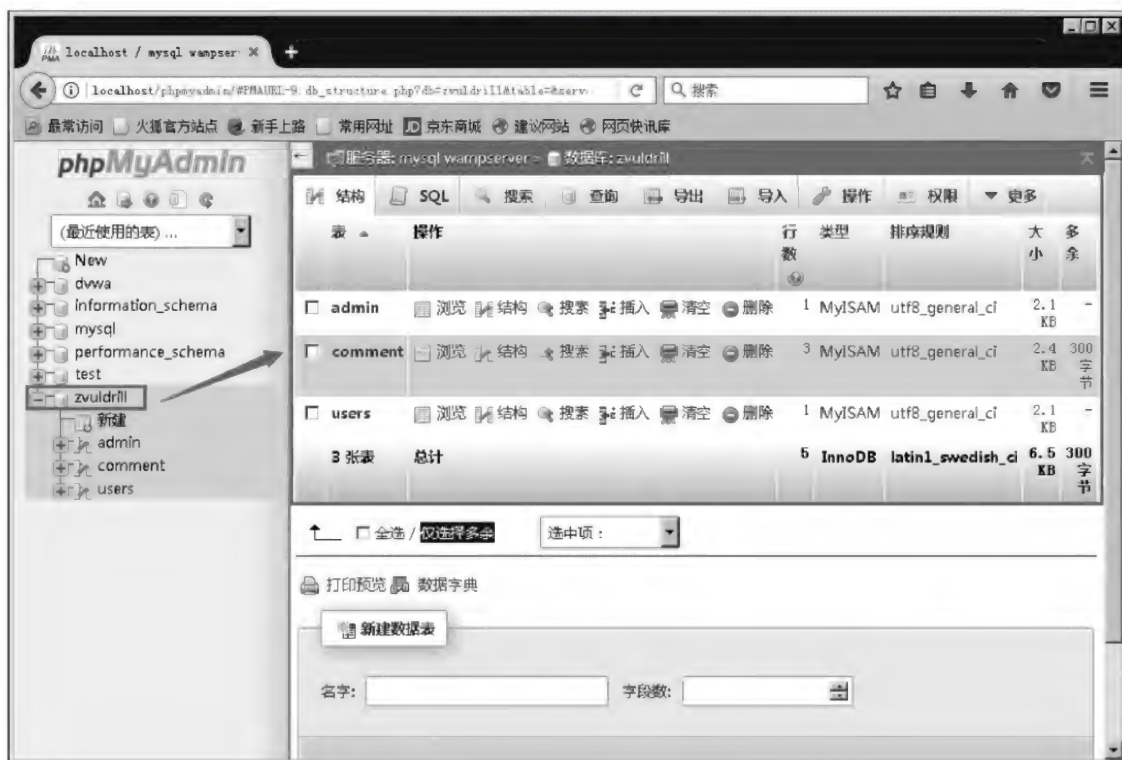 localhost / mysql wampser
localhost/phpmyadmin/#PMAURL-9:db_structure.php?db=zvuldrill&table=&serv
搜索
最常访问 火狐官方站点 新手上路 常用网址 JD 京东商城 建议网站 网页快讯库
phpMyAdmin
服务器: mysql wampserver » 数据库: zvuldrill
结构 SQL 搜索 查询 导出 导入 操作 权限 更多
(最近使用的表) ...
New
dvwa
information_schema
mysql
performance_schema
test
zvuldrill
新建
admin
comment
users
表 操作 行数 类型 排序规则 大小 多余
admin 浏览 结构 搜索 插入 清空 删除 1 MyISAM utf8_general_ci 2.1 KB -
comment 浏览 结构 搜索 插入 清空 删除 3 MyISAM utf8_general_ci 2.4 KB 300 字节
users 浏览 结构 搜索 插入 清空 删除 1 MyISAM utf8_general_ci 2.1 KB -
3 张表 总计 5 InnoDB latin1_swedish_ci 6.5 KB 300 字节
全选 / 仅选择多余 选中项：
打印预览 数据字典
新建数据表
名字: 字段数: